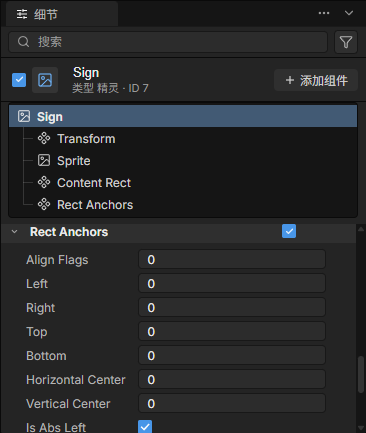 细节
搜索
Sign
类型 精灵 · ID 7
+ 添加组件
Sign
Transform
Sprite
Content Rect
Rect Anchors
Rect Anchors
Align Flags 0
Left 0
Right 0
Top 0
Bottom 0
Horizontal Center 0
Vertical Center 0
Is Abs Left